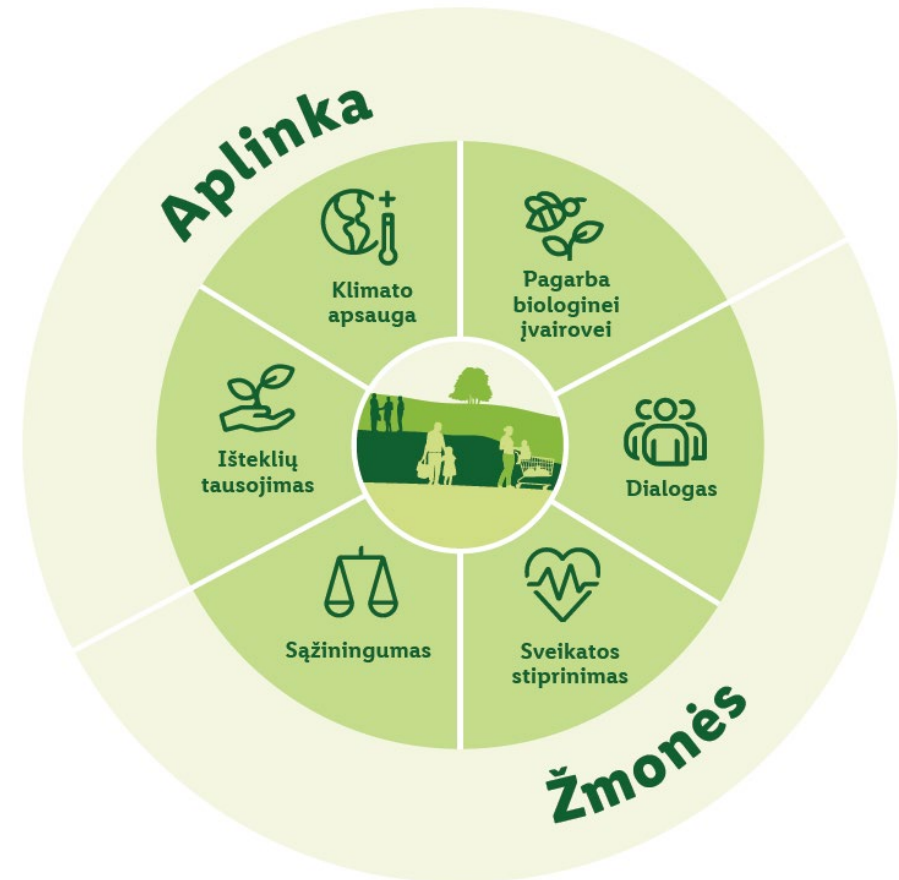 Aplinka
Klimato
apsauga
Pagarba
biologinei
įvairovei
Išteklių
tausojimas
Dialogas
Sąžiningumas
Sveikatos
stiprinimas
Žmonės